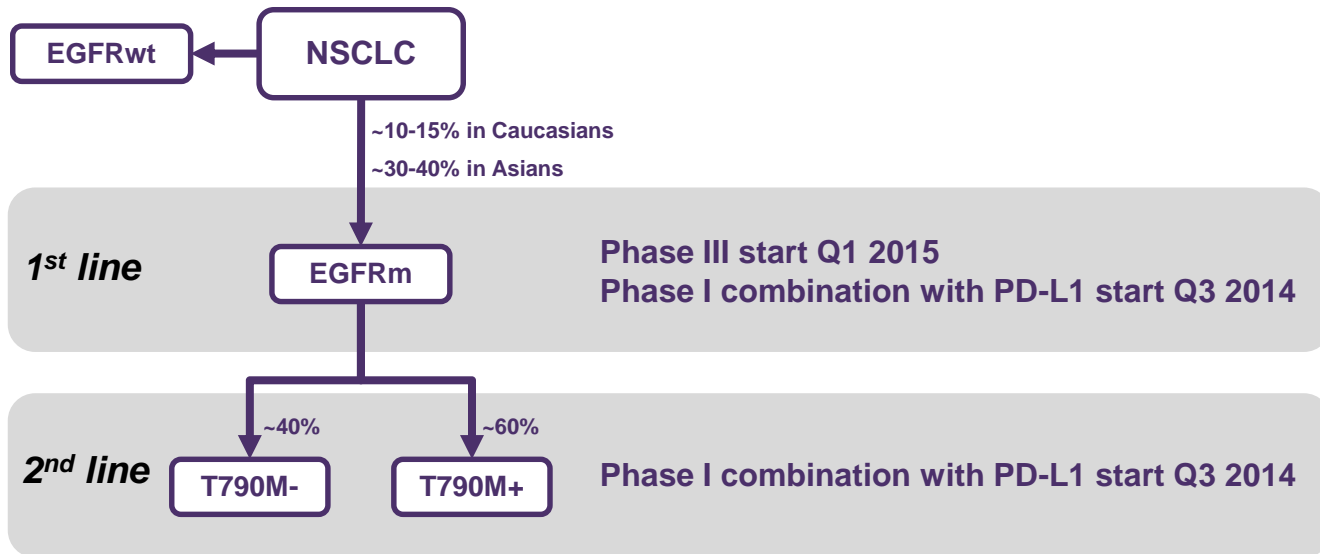 EGFRwt
NSCLC
~10-15% in Caucasians
~30-40% in Asians
1st line
EGFRm
Phase III start Q1 2015
Phase I combination with PD-L1 start Q3 2014
~40%
~60%
2nd line
T790M-
T790M+
Phase I combination with PD-L1 start Q3 2014